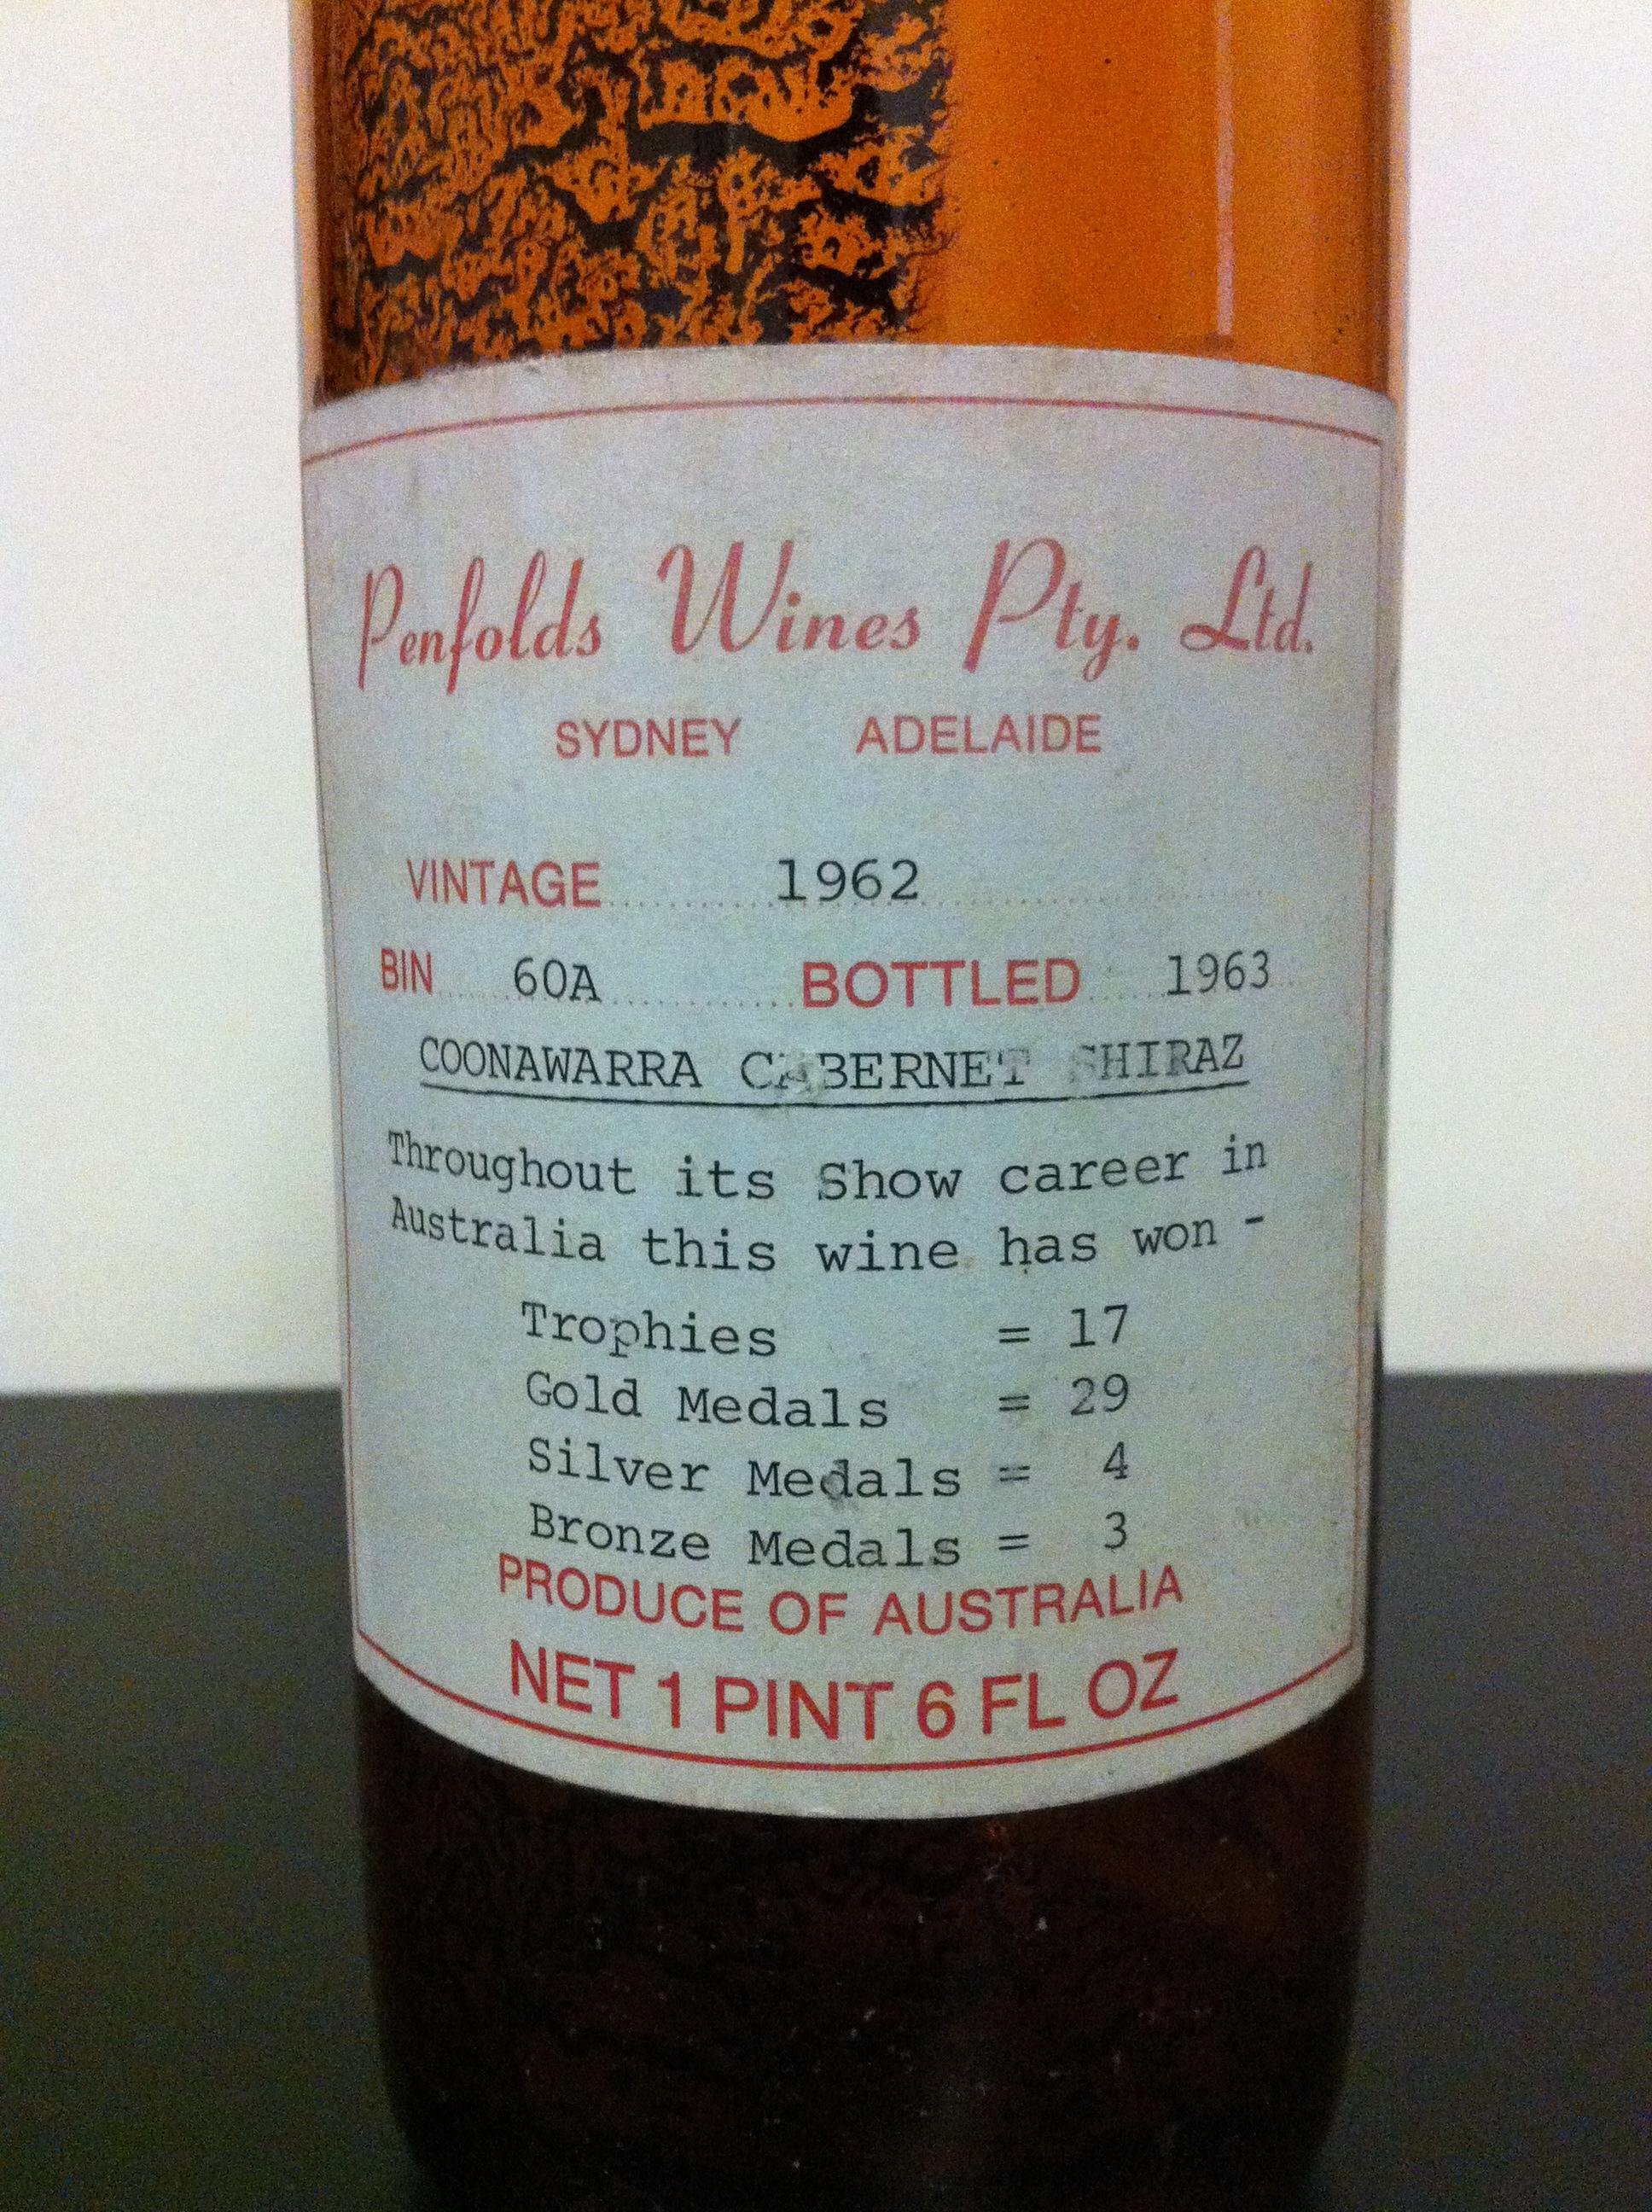 Penfolds Wines Pty. Ltd.
SYDNEY ADELAIDE
VINTAGE 1962
BIN 60A BOTTLED 1963
COONAWARRA CABERNET SHIRAZ
Throughout its Show career in
Australia this wine has won -
Trophies = 17
Gold Medals = 29
Silver Medals = 4
Bronze Medals = 3
PRODUCE OF AUSTRALIA
NET 1 PINT 6 FL OZ